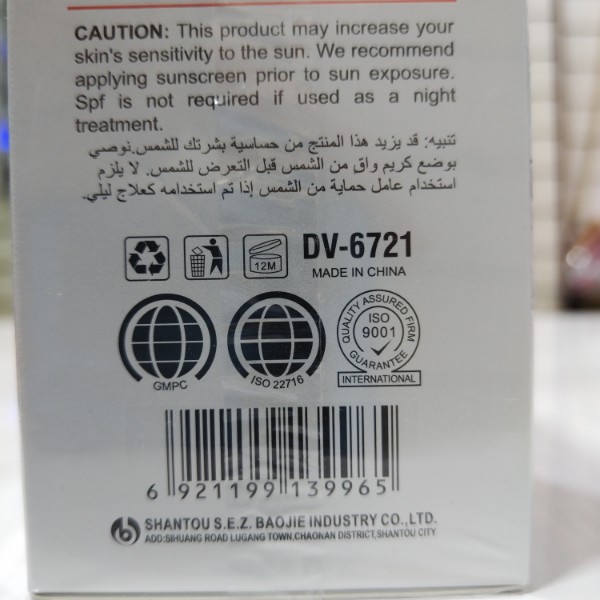 CAUTION: This product may increase your
skin's sensitivity to the sun. We recommend
applying sunscreen prior to sun exposure.
Spf is not required if used as a night
treatment.
تنبيه: قد يزيد هذا المنتج من حساسية بشرتك للشمس.نوصي
بوضع كريم واق من الشمس قبل التعرض للشمس. لا يلزم
استخدام عامل حماية من الشمس إذا تم استخدامه كعلاج ليلي.
12M
DV-6721
MADE IN CHINA
GMPC
ISO 22716
QUALITY ASSURED FIRM
ISO
9001
GUARANTEE
INTERNATIONAL
6 921199 139965
SHANTOU S.E.Z. BAOJIE INDUSTRY CO.,LTD.
ADD:SIHUANG ROAD LUGANG TOWN,CHAONAN DISTRICT,SHANTOU CITY